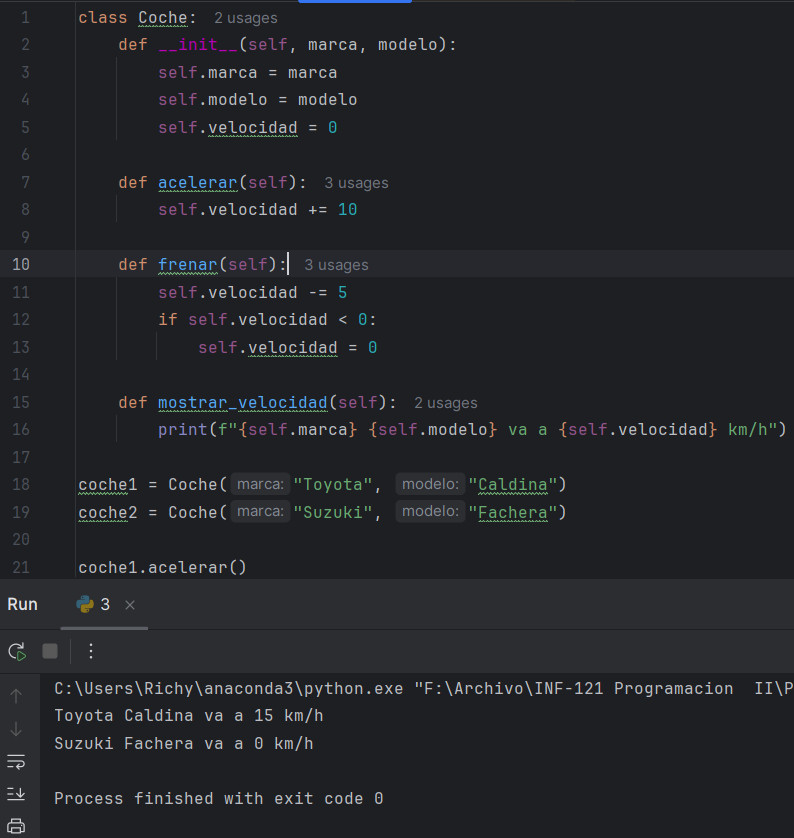 1 class Coche: 2 usages
2 def __init__(self, marca, modelo):
3 self.marca = marca
4 self.modelo = modelo
5 self.velocidad = 0
6
7 def acelerar(self): 3 usages
8 self.velocidad += 10
9
10 def frenar(self): 3 usages
11 self.velocidad -= 5
12 if self.velocidad < 0:
13 self.velocidad = 0
14
15 def mostrar_velocidad(self): 2 usages
16 print(f"{self.marca} {self.modelo} va a {self.velocidad} km/h")
17
18 coche1 = Coche( marca: "Toyota", modelo: "Caldina")
19 coche2 = Coche( marca: "Suzuki", modelo: "Fachera")
20
21 coche1.acelerar()
Run 3
C:\Users\Richy\anaconda3\python.exe "F:\Archivo\INF-121 Programacion  II\P
Toyota Caldina va a 15 km/h
Suzuki Fachera va a 0 km/h
Process finished with exit code 0